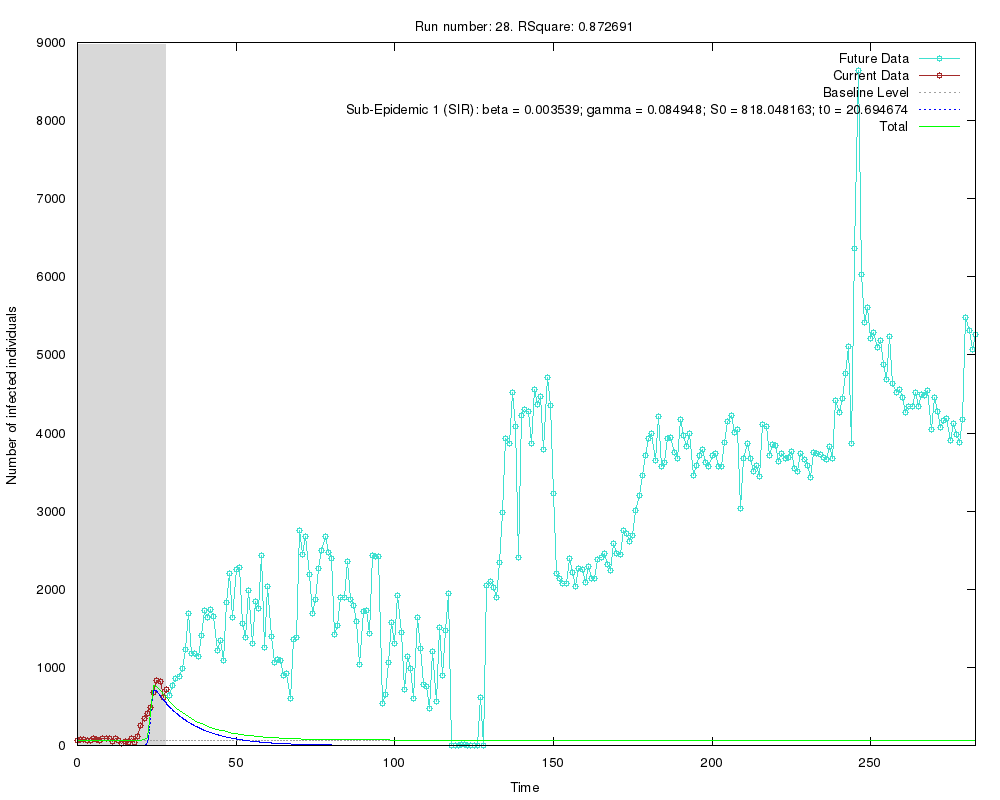 Run number: 28. RSquare: 0.872691
9000
8000
7000
6000
5000
4000
3000
2000
1000
0
Number of infected individuals
Future Data
Current Data
Baseline Level
Sub-Epidemic 1 (SIR): beta = 0.003539; gamma = 0.084948; S0 = 818.048163; t0 = 20.694674
Total
0 50 100 150 200 250
Time